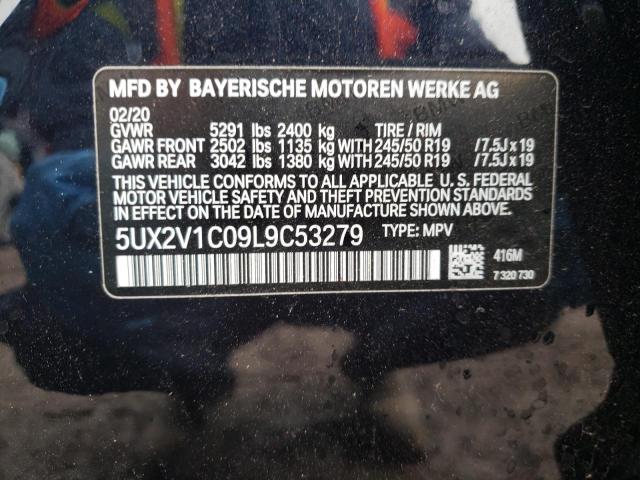 MFD BY BAYERISCHE MOTOREN WERKE AG
02/20
GVWR 5291 lbs 2400 kg TIRE / RIM
GAWR FRONT 2502 lbs 1135 kg WITH 245/50 R19 /7.5J x 19
GAWR REAR 3042 lbs 1380 kg WITH 245/50 R19 /7.5J x 19
THIS VEHICLE CONFORMS TO ALL APPLICABLE U. S. FEDERAL
MOTOR VEHICLE SAFETY AND THEFT PREVENTION STANDARDS
IN EFFECT ON THE DATE OF MANUFACTURE SHOWN ABOVE.
5UX2V1C09L9C53279 TYPE: MPV
416M
7 320 730